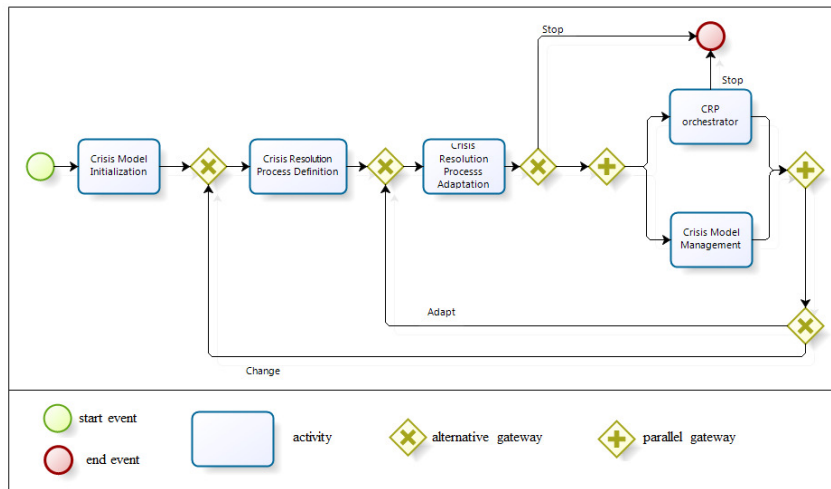 Stop
Stop
CRP
orchestrator
Crisis Model
Initialization
Crisis Resolution
Process Definition
Crisis
Resolution
Processs
Adaptation
Crisis Model
Management
Adapt
Change
start event
end event
activity
alternative gateway
parallel gateway